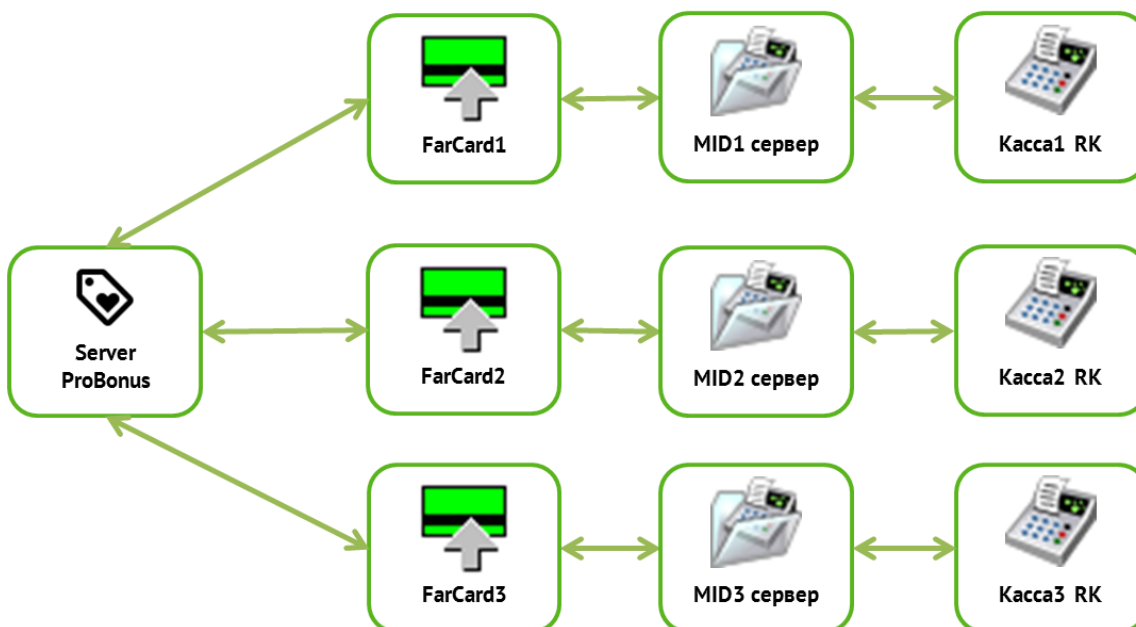 FarCard1
MID1 сервер
Касса1 RK
Server
ProBonus
FarCard2
MID2 сервер
Касса2 RK
FarCard3
MID3 сервер
Касса3 RK